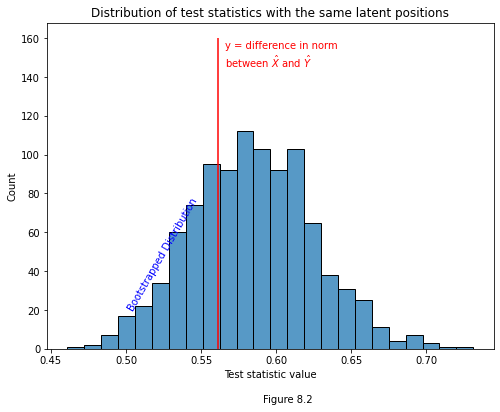 Distribution of test statistics with the same latent positions
160
140
120
100
80
60
40
20
0
Count
y = difference in norm
between X̂ and Ŷ
Bootstrapped Distribution
0.45
0.50
0.55
0.60
0.65
0.70
Test statistic value
Figure 8.2